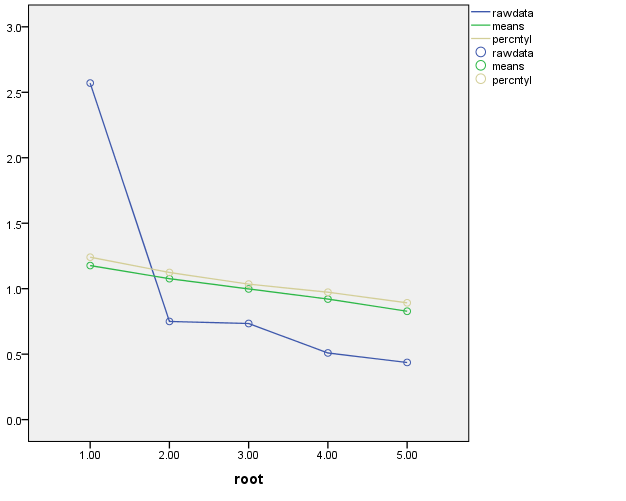 3.0
2.5
2.0
1.5
1.0
0.5
0.0
1.00 2.00 3.00 4.00 5.00
root
rawdata
means
percntyl
rawdata
means
percntyl